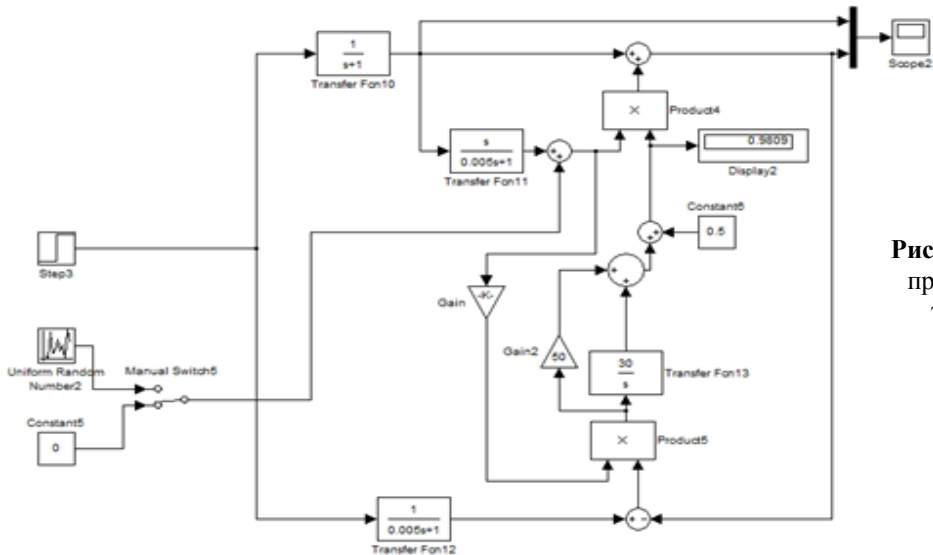 1
s+1
Transfer Fcn10
Scope2
×
Product4
s
0.005s+1
Transfer Fcn11
0.9809
Display2
Constant6
0.5
Step3
Рис
пр
Gain
-K-
Gain2
50
30
s
Transfer Fcn13
Uniform Random
Number2
Manual Switch5
Constant5
0
×
Product5
1
0.005s+1
Transfer Fcn12